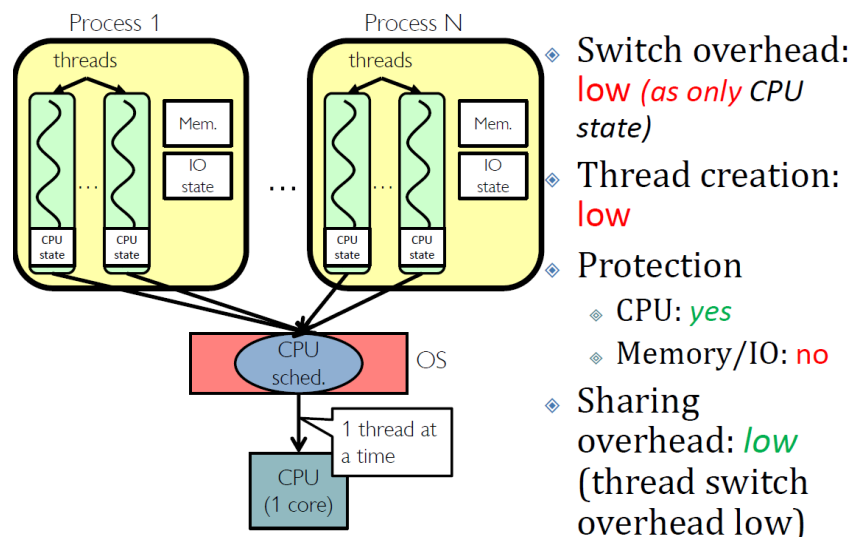 Process 1
threads
Mem.
IO
state
...
CPU
state
CPU
state
...
Process N
threads
Mem.
IO
state
...
CPU
state
CPU
state
CPU
sched.
OS
1 thread at
a time
CPU
(1 core)
Switch overhead:
low (as only CPU
state)
Thread creation:
low
Protection
CPU: yes
Memory/IO: no
Sharing
overhead: low
(thread switch
overhead low)